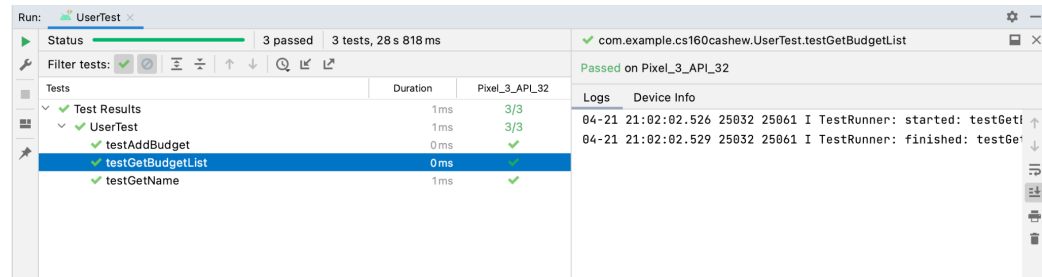 Run: UserTest
Status 3 passed 3 tests, 28 s 818 ms
Filter tests:
Tests Duration Pixel_3_API_32
Test Results 1 ms 3/3
UserTest 1 ms 3/3
testAddBudget 0 ms
testGetBudgetList 0 ms
testGetName 1 ms
com.example.cs160cashew.UserTest.testGetBudgetList
Passed on Pixel_3_API_32
Logs Device Info
04-21 21:02:02.526 25032 25061 I TestRunner: started: testGetB
04-21 21:02:02.529 25032 25061 I TestRunner: finished: testGet